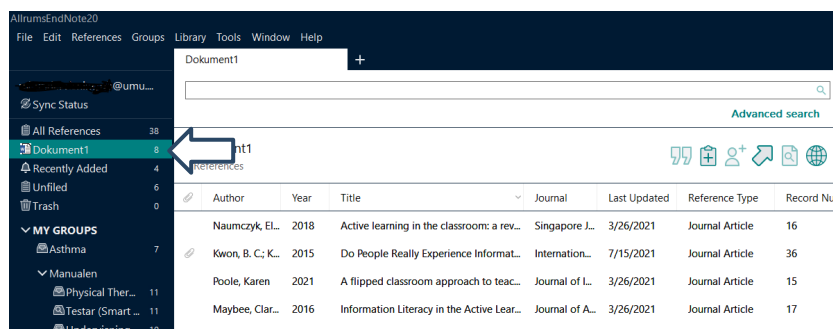 AllrumsEndNote20
File Edit References Groups Library Tools Window Help
Dokument1 +
@umu....
Sync Status
Advanced search
All References 38
Dokument1 8
nt1
Recently Added 4
References
Unfiled 6
Trash 0
Author Year Title Journal Last Updated Reference Type Record Nu
MY GROUPS
Naumczyk, El... 2018 Active learning in the classroom: a rev... Singapore J... 3/26/2021 Journal Article 16
Asthma 7
Kwon, B. C.; K... 2015 Do People Really Experience Informat... Internation... 7/15/2021 Journal Article 36
Manualen
Poole, Karen 2021 A flipped classroom approach to teac... Journal of I... 3/26/2021 Journal Article 15
Physical Ther... 11
Testar (Smart ... 11
Maybee, Clar... 2016 Information Literacy in the Active Lear... Journal of A... 3/26/2021 Journal Article 17